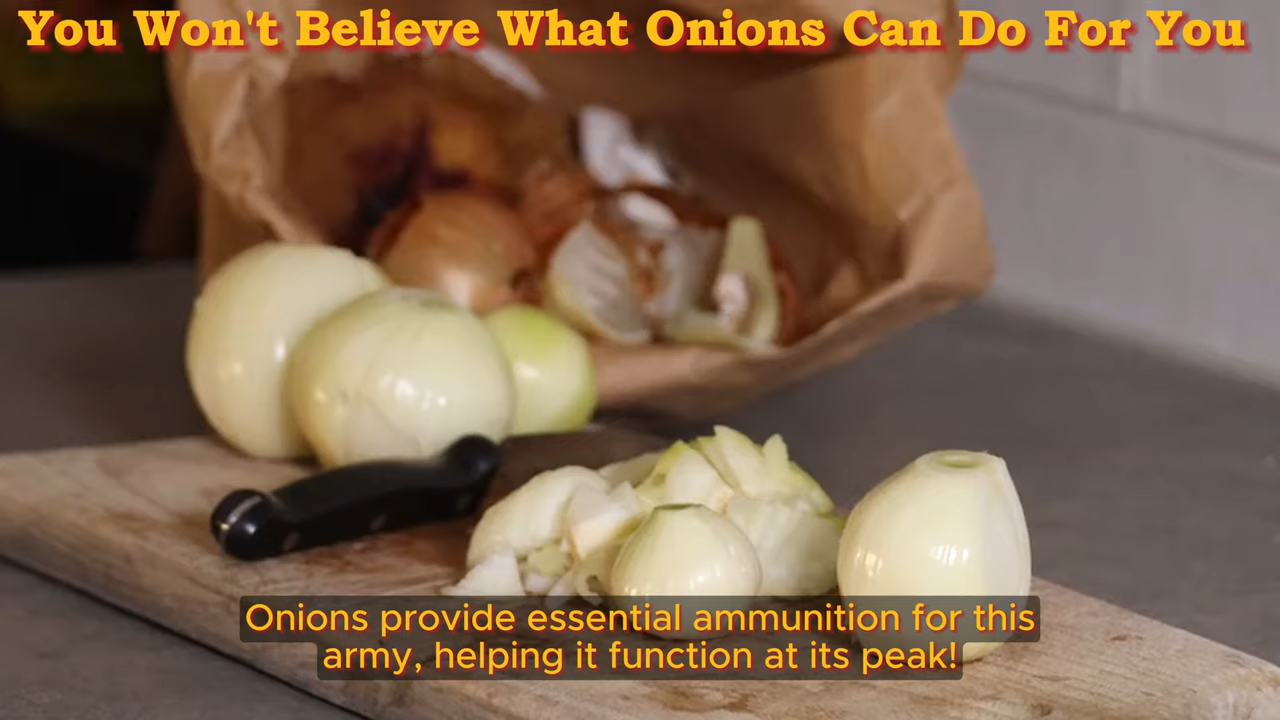 You Won't Believe What Onions Can Do For You
Onions provide essential ammunition for this
army, helping it function at its peak!